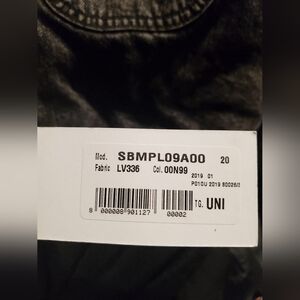 Mod. SBMPL09A00 20
Fabric LV336 Col. 00N99
2019 01
TG. UNI
8 000008 901127 00002